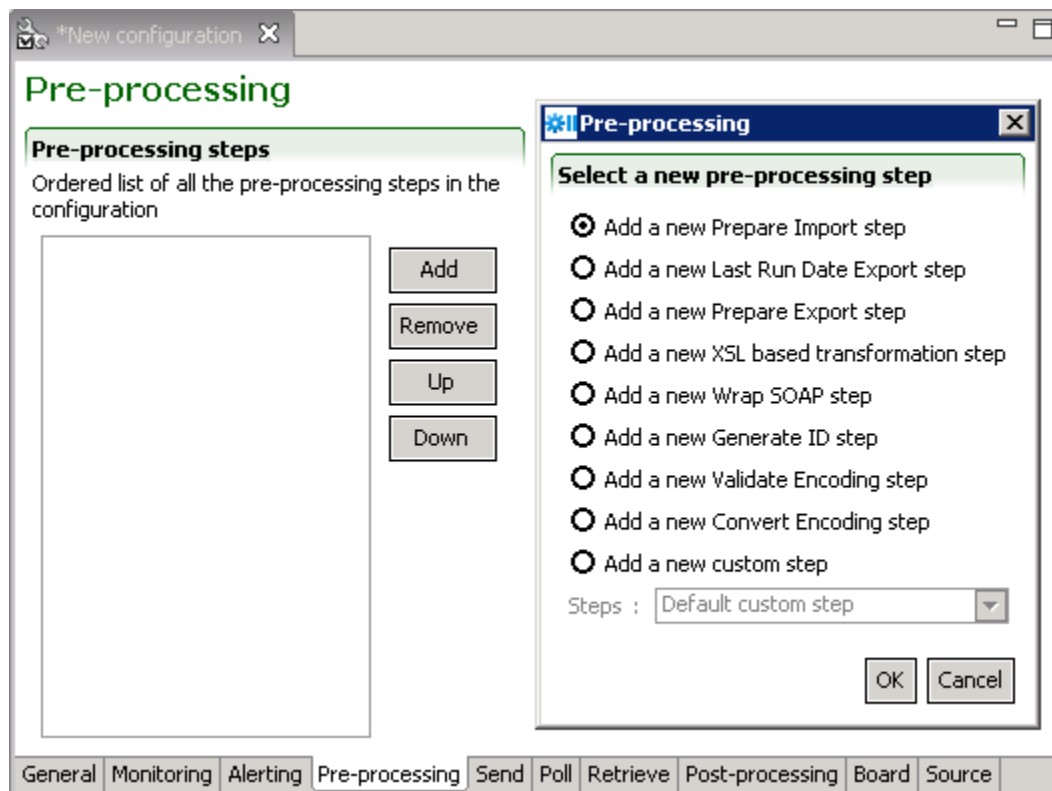 *New configuration
Pre-processing
Pre-processing steps
Ordered list of all the pre-processing steps in the
configuration
Add
Remove
Up
Down
Pre-processing
Select a new pre-processing step
Add a new Prepare Import step
Add a new Last Run Date Export step
Add a new Prepare Export step
Add a new XSL based transformation step
Add a new Wrap SOAP step
Add a new Generate ID step
Add a new Validate Encoding step
Add a new Convert Encoding step
Add a new custom step
Steps : Default custom step
OK Cancel
General Monitoring Alerting Pre-processing Send Poll Retrieve Post-processing Board Source